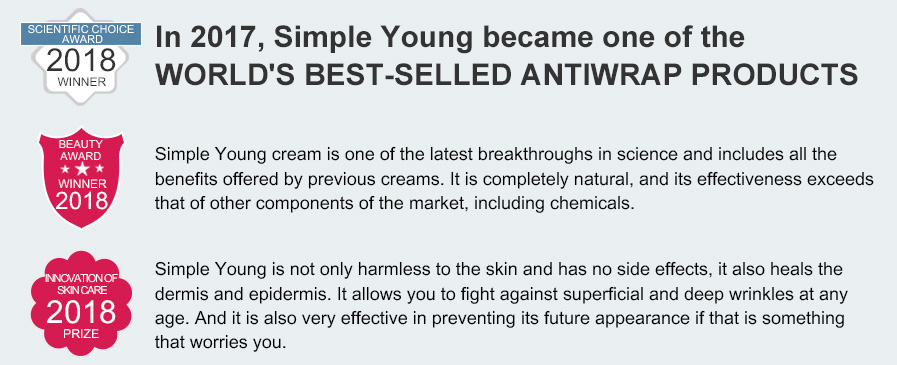 SCIENTIFIC CHOICE
AWARD
2018
WINNER
In 2017, Simple Young became one of the
WORLD'S BEST-SELLED ANTIWRAP PRODUCTS
BEAUTY
AWARD
WINNER
2018
Simple Young cream is one of the latest breakthroughs in science and includes all the
benefits offered by previous creams. It is completely natural, and its effectiveness exceeds
that of other components of the market, including chemicals.
INNOVATION OF
SKIN CARE
2018
PRIZE
Simple Young is not only harmless to the skin and has no side effects, it also heals the
dermis and epidermis. It allows you to fight against superficial and deep wrinkles at any
age. And it is also very effective in preventing its future appearance if that is something
that worries you.